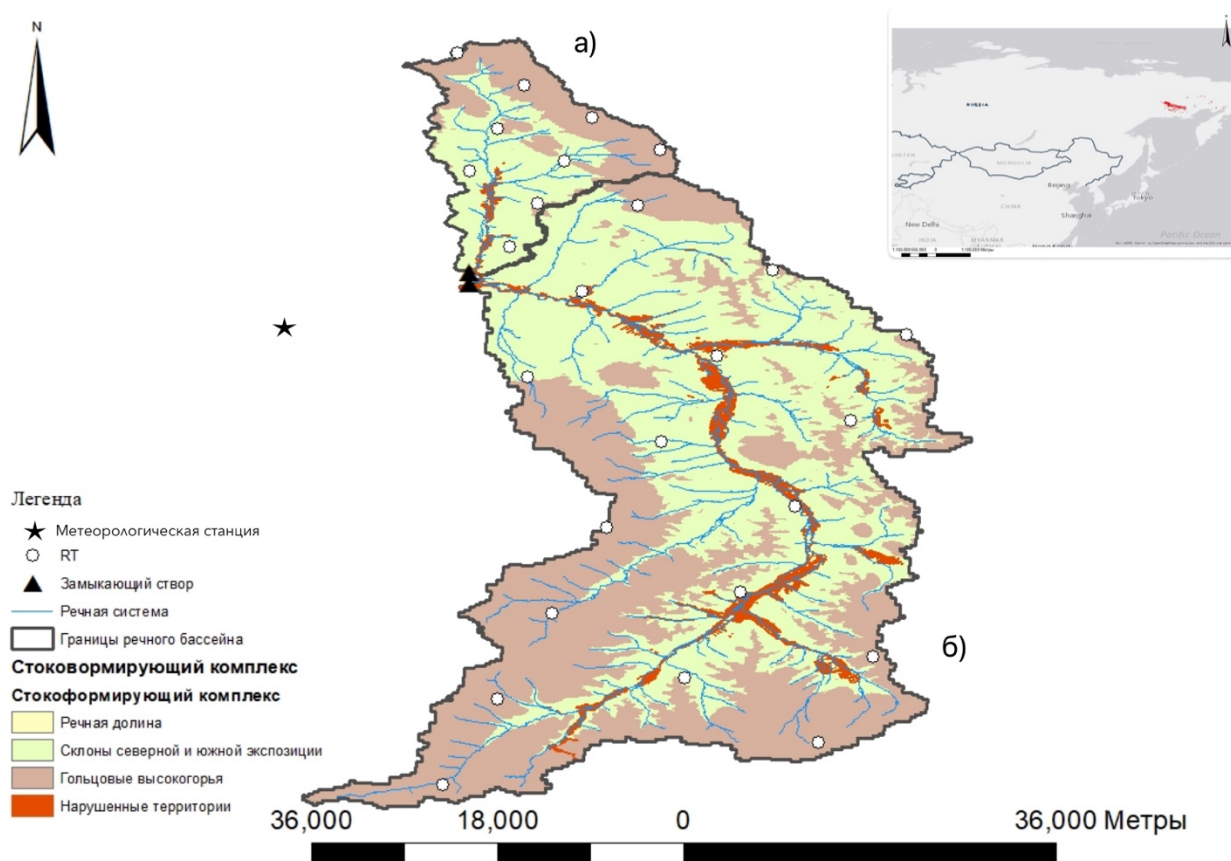 N
а)
RUSSIA
MONGOLIA
Beijing
Tokyo
CHINA
Shanghai
New Delhi
INDIA
MYANMAR
Pacific Ocean
Легенда
Метеорологическая станция
RT
Замыкающий створ
Речная система
Границы речного бассейна
Стоковормирующий комплекс
Стокоформирующий комплекс
Речная долина
Склоны северной и южной экспозиции
Гольцовые высокогорья
Нарушенные территории
б)
36,000 18,000 0 36,000 Метры